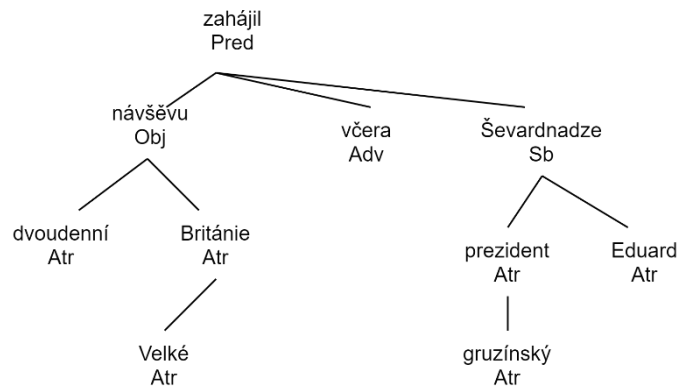 zahájil
Pred
návšěvu
Obj
včera
Adv
Ševardnadze
Sb
dvoudenní
Atr
Británie
Atr
prezident
Atr
Eduard
Atr
Velké
Atr
gruzínský
Atr